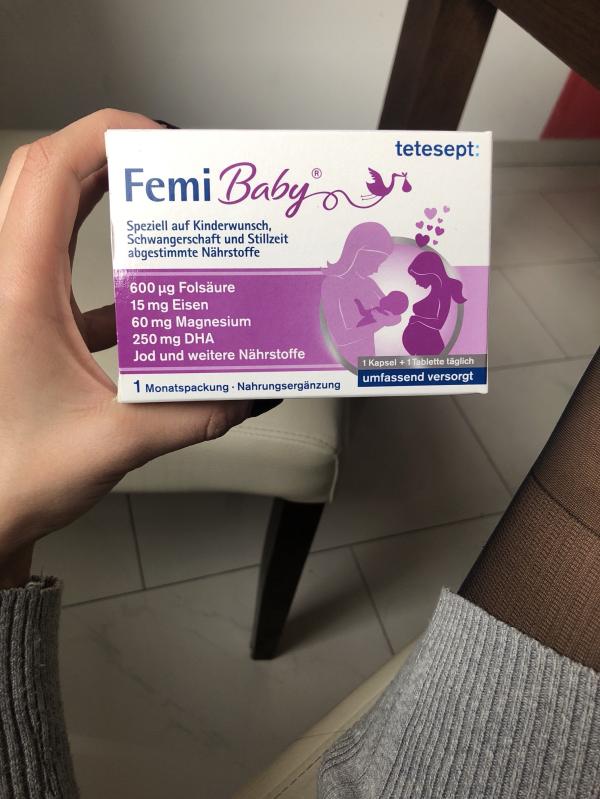 tetesept:
Femi Baby®
Speziell auf Kinderwunsch,
Schwangerschaft und Stillzeit
abgestimmte Nährstoffe
600 µg Folsäure
15 mg Eisen
60 mg Magnesium
250 mg DHA
Jod und weitere Nährstoffe
1 Kapsel + 1 Tablette täglich
umfassend versorgt
1 Monatspackung · Nahrungsergänzung